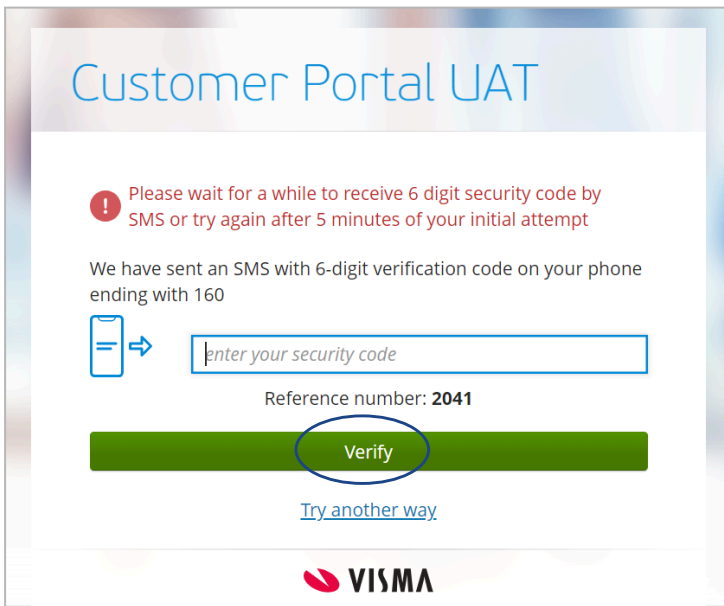 Customer Portal UAT
Please wait for a while to receive 6 digit security code by
SMS or try again after 5 minutes of your initial attempt
We have sent an SMS with 6-digit verification code on your phone
ending with 160
enter your security code
Reference number: 2041
Verify
Try another way
VISMA